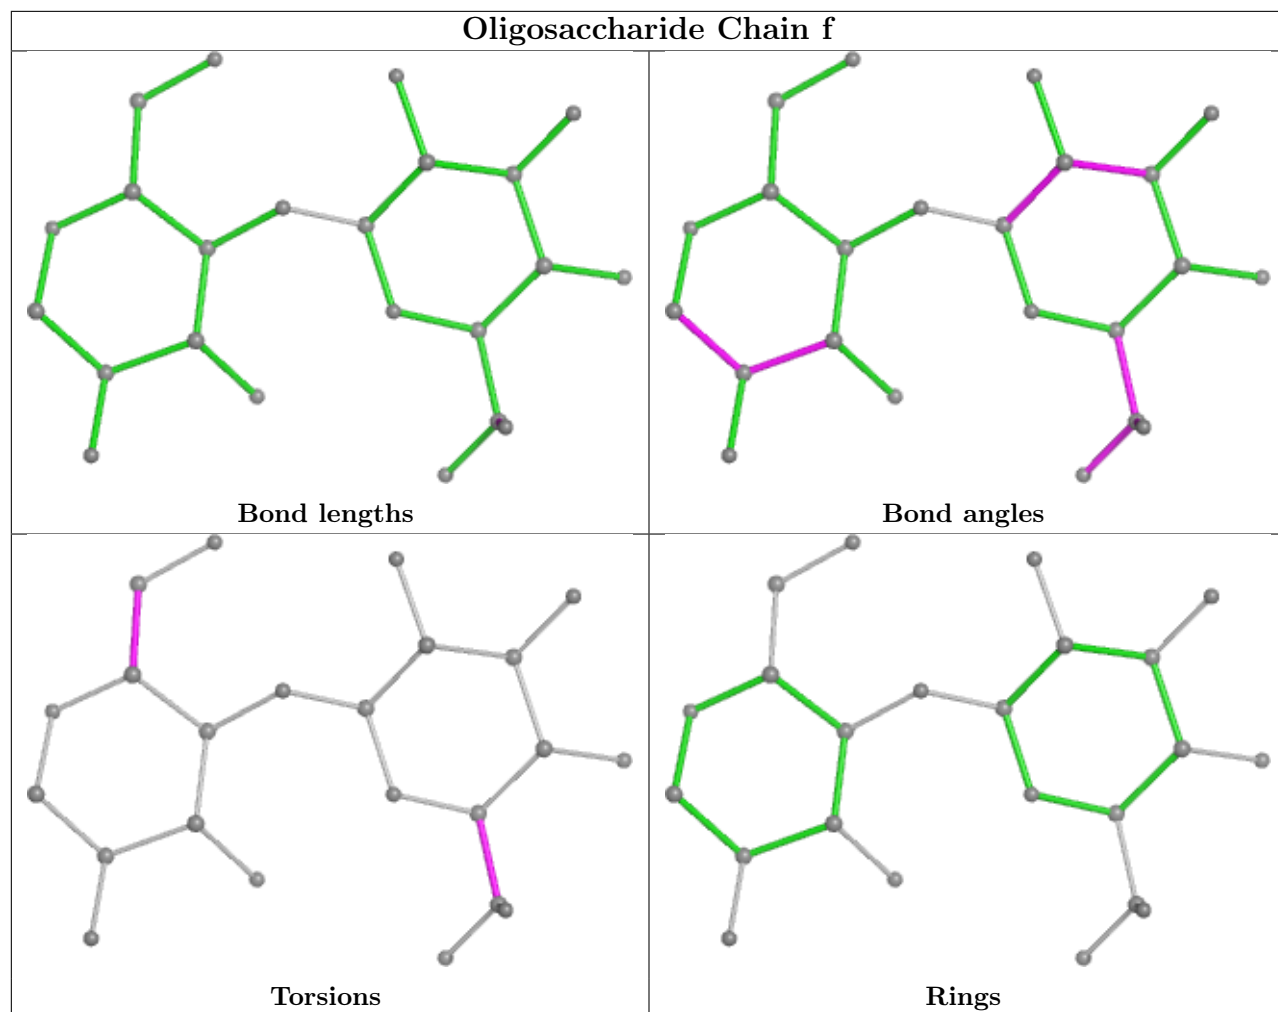 Oligosaccharide Chain f
Bond lengths
Bond angles
Torsions
Rings